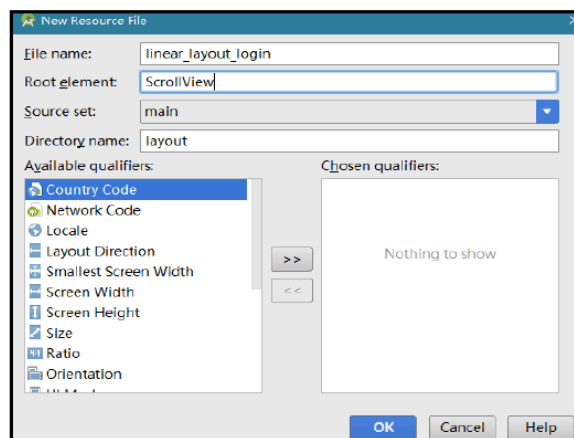 New Resource File
File name: linear_layout_login
Root element: ScrollView
Source set: main
Directory name: layout
Available qualifiers:
Chosen qualifiers:
Country Code
Network Code
Locale
Layout Direction
Smallest Screen Width
Screen Width
Screen Height
Size
Ratio
Orientation
>>
<<
Nothing to show
OK Cancel Help